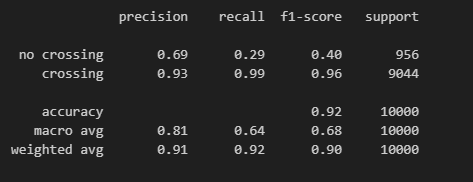 precision recall f1-score support
no crossing 0.69 0.29 0.40 956
crossing 0.93 0.99 0.96 9044
accuracy 0.92 10000
macro avg 0.81 0.64 0.68 10000
weighted avg 0.91 0.92 0.90 10000